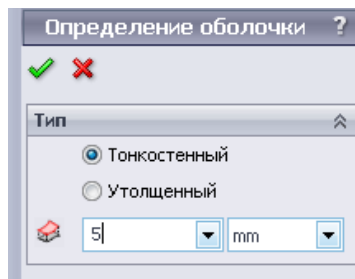 Определение оболочки ?
Тип
Тонкостенный
Утолщенный
5 mm